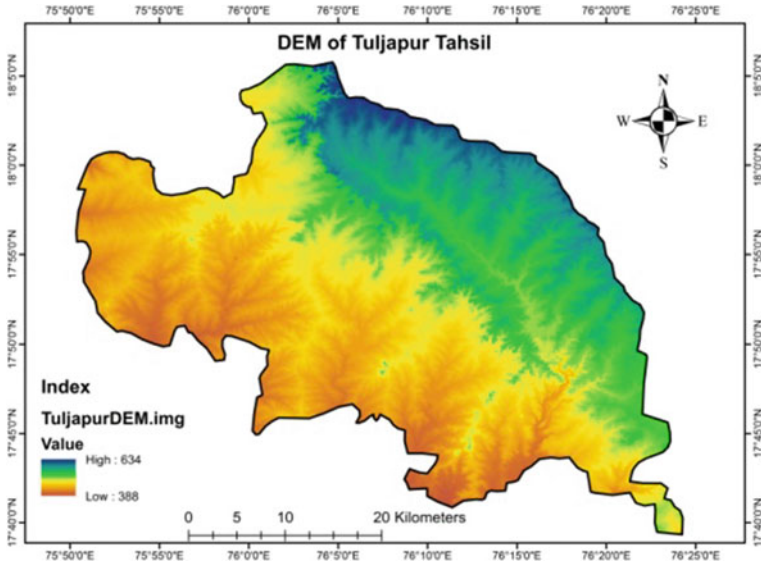 75°50'0"E 75°55'0"E 76°0'0"E 76°5'0"E 76°10'0"E 76°15'0"E 76°20'0"E 76°25'0"E
DEM of Tuljapur Tahsil
18°5'0"N 18°5'0"N
N
W E
S
18°0'0"N 18°0'0"N
17°55'0"N 17°55'0"N
17°50'0"N 17°50'0"N
Index
TuljapurDEM.img
17°45'0"N 17°45'0"N
Value
High : 634
Low : 388
0 5 10 20 Kilometers
17°40'0"N 17°40'0"N
75°50'0"E 75°55'0"E 76°0'0"E 76°5'0"E 76°10'0"E 76°15'0"E 76°20'0"E 76°25'0"E